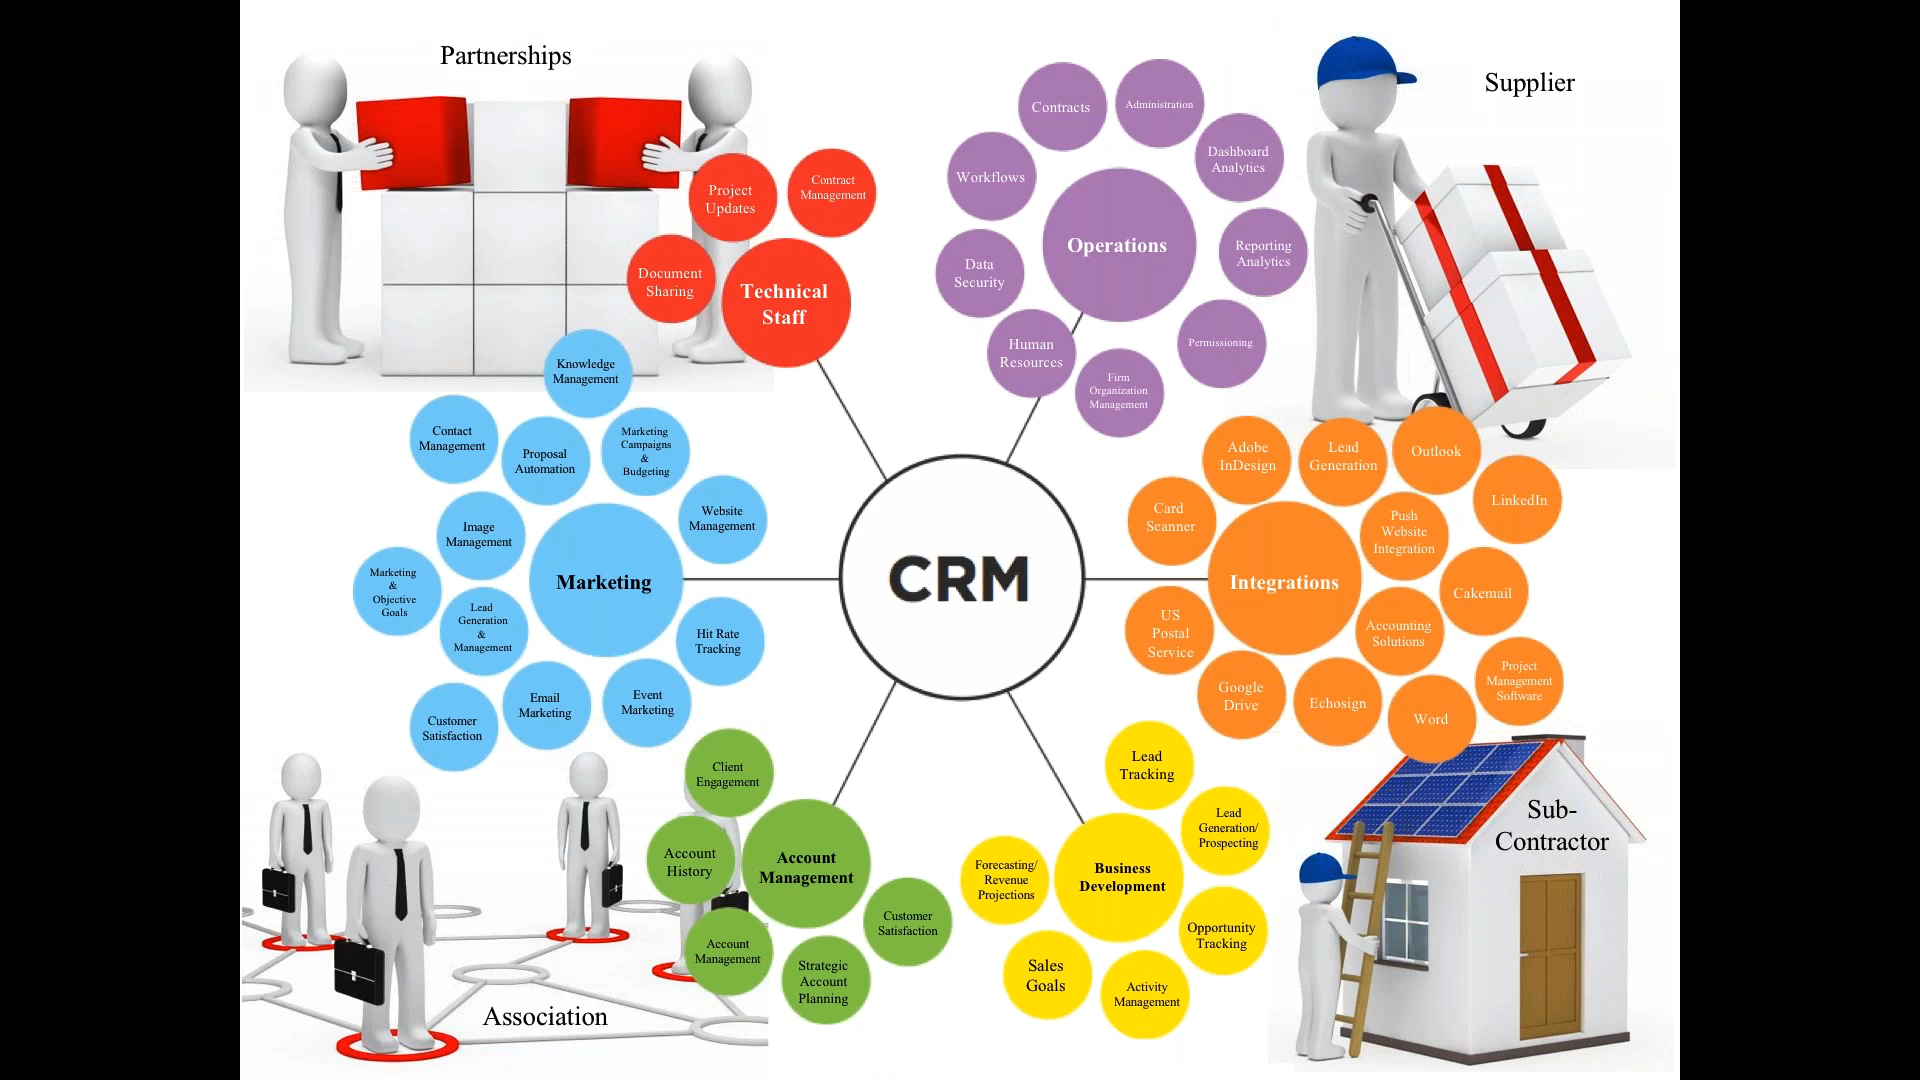 Partnerships
Supplier
Project
Updates
Contract
Management
Document
Sharing
Technical
Staff
Contracts
Administration
Workflows
Dashboard
Analytics
Operations
Data
Security
Reporting
Analytics
Human
Resources
Permissioning
Firm
Organization
Management
Knowledge
Management
Contact
Management
Proposal
Automation
Marketing
Campaigns
&
Budgeting
Image
Management
Website
Management
Marketing
&
Objective
Goals
Marketing
Lead
Generation
&
Management
Hit Rate
Tracking
Customer
Satisfaction
Email
Marketing
Event
Marketing
CRM
Adobe
InDesign
Lead
Generation
Outlook
LinkedIn
Card
Scanner
Push
Website
Integration
Integrations
Cakemail
US
Postal
Service
Accounting
Solutions
Google
Drive
Echosign
Word
Project
Management
Software
Client
Engagement
Account
History
Account
Management
Account
Management
Customer
Satisfaction
Strategic
Account
Planning
Lead
Tracking
Lead
Generation/
Prospecting
Forecasting/
Revenue
Projections
Business
Development
Opportunity
Tracking
Sales
Goals
Activity
Management
Association
Sub-
Contractor